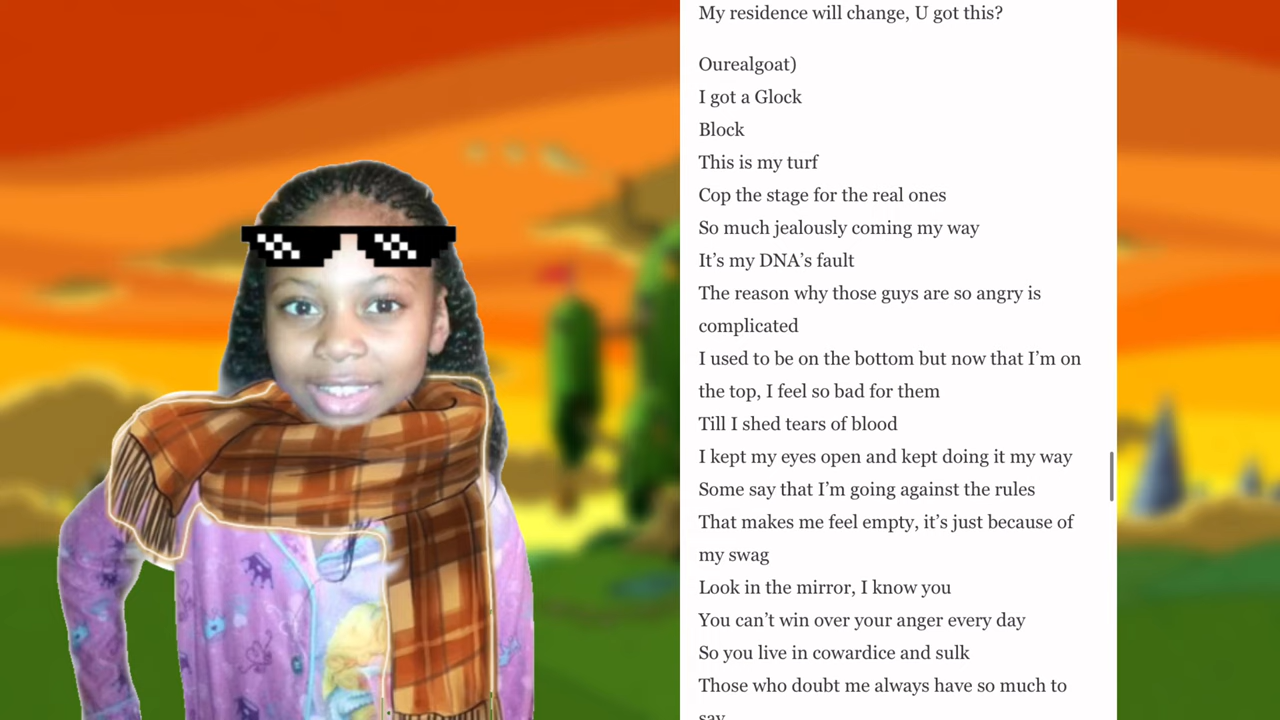 My residence will change, U got this?
Ourealgoat)
I got a Glock
Block
This is my turf
Cop the stage for the real ones
So much jealously coming my way
It’s my DNA’s fault
The reason why those guys are so angry is
complicated
I used to be on the bottom but now that I’m on
the top, I feel so bad for them
Till I shed tears of blood
I kept my eyes open and kept doing it my way
Some say that I’m going against the rules
That makes me feel empty, it’s just because of
my swag
Look in the mirror, I know you
You can’t win over your anger every day
So you live in cowardice and sulk
Those who doubt me always have so much to
say